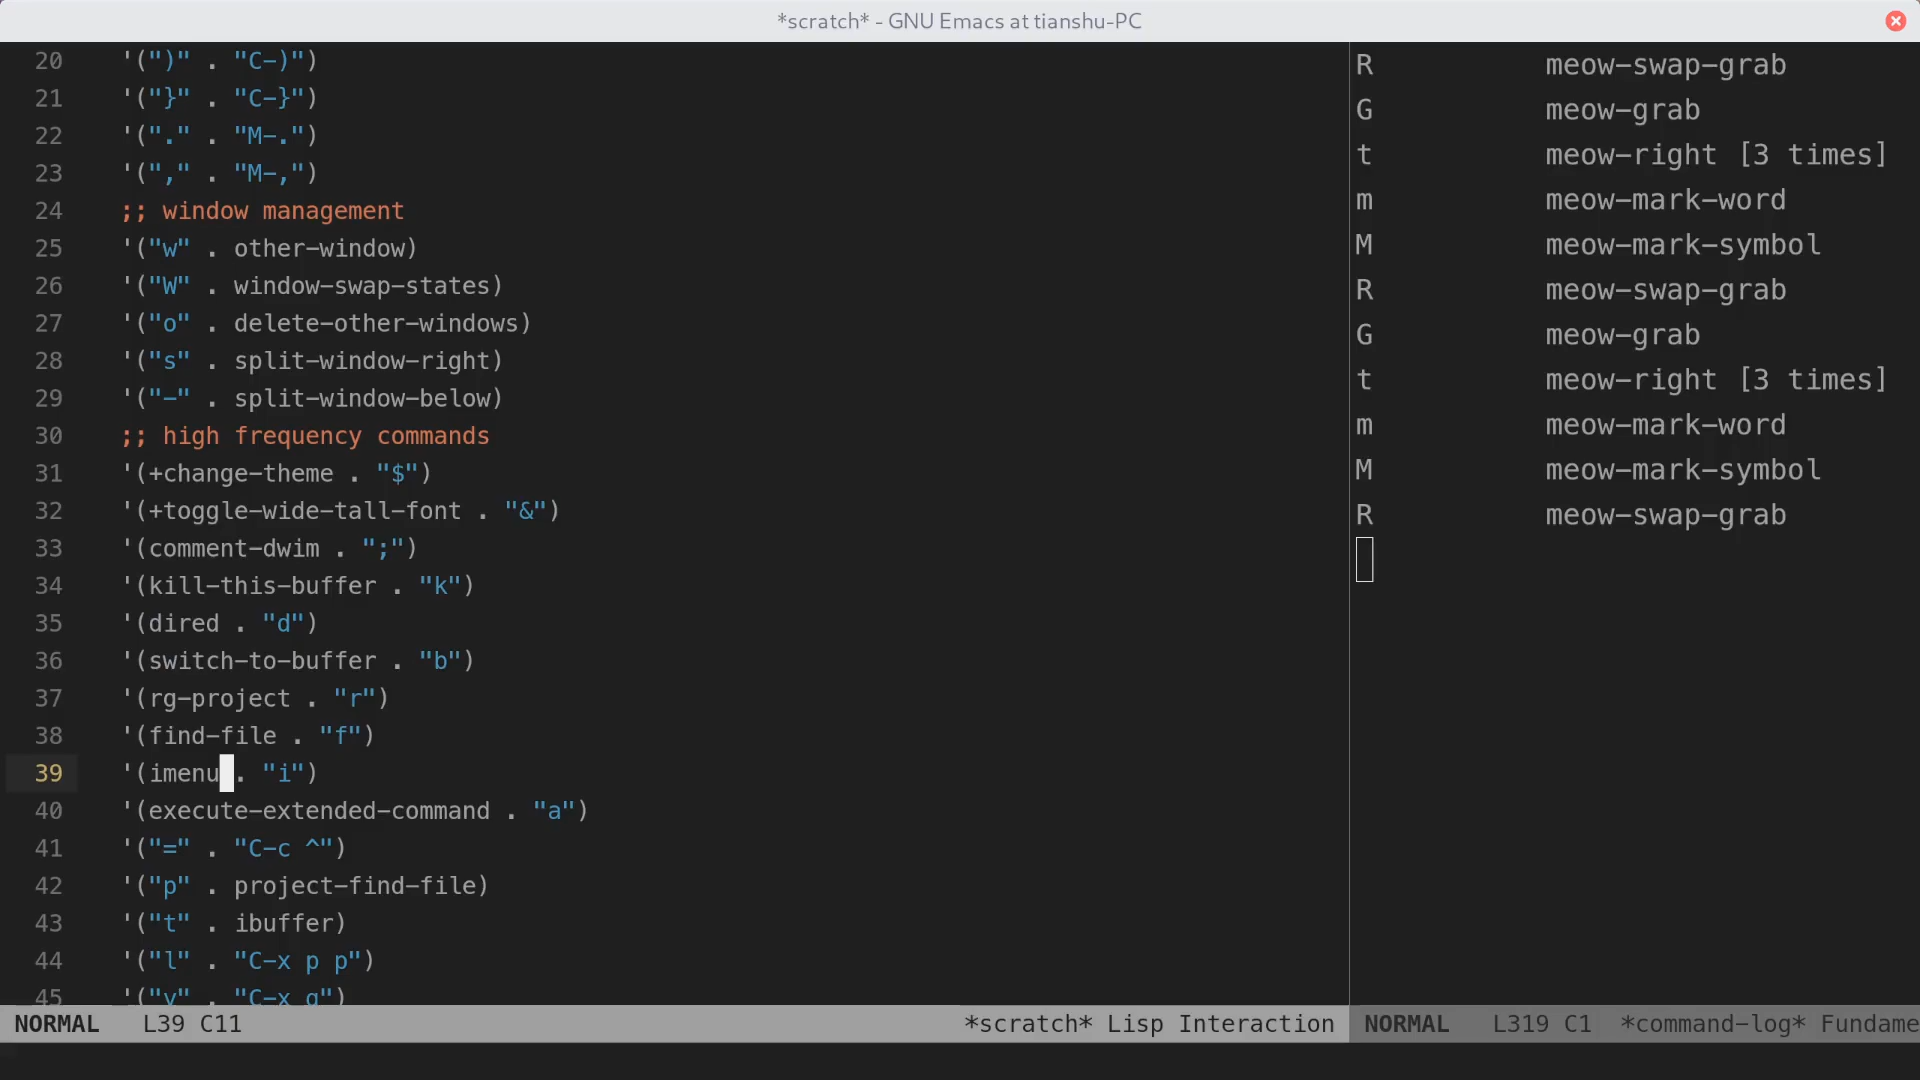 *scratch* - GNU Emacs at tianshu-PC
20 '(")" . "C-)")
21 '("}" . "C-}")
22 '("." . "M-.")
23 '("," . "M-,")
24 ;; window management
25 '("w" . other-window)
26 '("W" . window-swap-states)
27 '("o" . delete-other-windows)
28 '("s" . split-window-right)
29 '("-" . split-window-below)
30 ;; high frequency commands
31 '(+change-theme . "$")
32 '(+toggle-wide-tall-font . "&")
33 '(comment-dwim . ";")
34 '(kill-this-buffer . "k")
35 '(dired . "d")
36 '(switch-to-buffer . "b")
37 '(rg-project . "r")
38 '(find-file . "f")
39 '(imenu . "i")
40 '(execute-extended-command . "a")
41 '("=" . "C-c ^")
42 '("p" . project-find-file)
43 '("t" . ibuffer)
44 '("l" . "C-x p p")
45
NORMAL L39 C11 *scratch* Lisp Interaction
R meow-swap-grab
G meow-grab
t meow-right [3 times]
m meow-mark-word
M meow-mark-symbol
R meow-swap-grab
G meow-grab
t meow-right [3 times]
m meow-mark-word
M meow-mark-symbol
R meow-swap-grab
NORMAL L319 C1 *command-log* Fundame